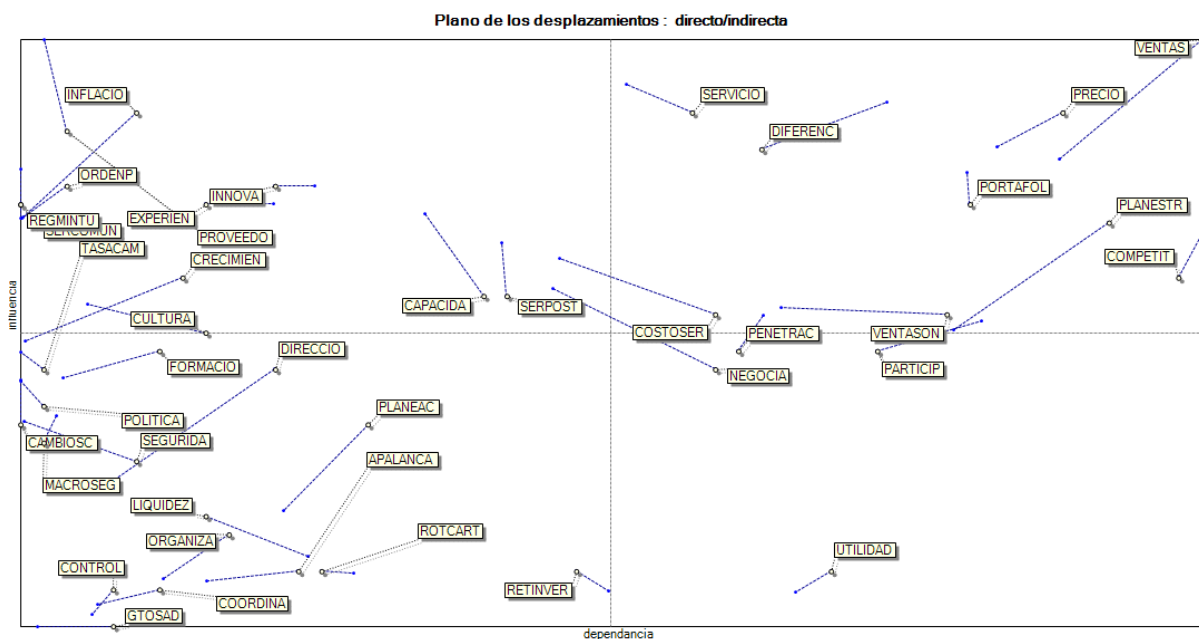 Plano de los desplazamientos : directo/indirecta
VENTAS
INFLACIO
SERVICIO
PRECIO
DIFERENC
ORDENP
INNOVA
PORTAFOL
REGMINTU
EXPERIEN
PLANESTR
SERCOMUN
PROVEEDO
TASACAM
CRECIMIEN
COMPETIT
influencia
CAPACIDA
SERPOST
CULTURA
COSTOSER
PENETRAC
VENTASON
DIRECCIO
FORMACIO
NEGOCIA
PARTICIP
PLANEAC
POLITICA
CAMBIOSC
SEGURIDA
APALANCA
MACROSEG
LIQUIDEZ
ROTCART
ORGANIZA
UTILIDAD
CONTROL
RETINVER
COORDINA
GTOSAD
dependancia